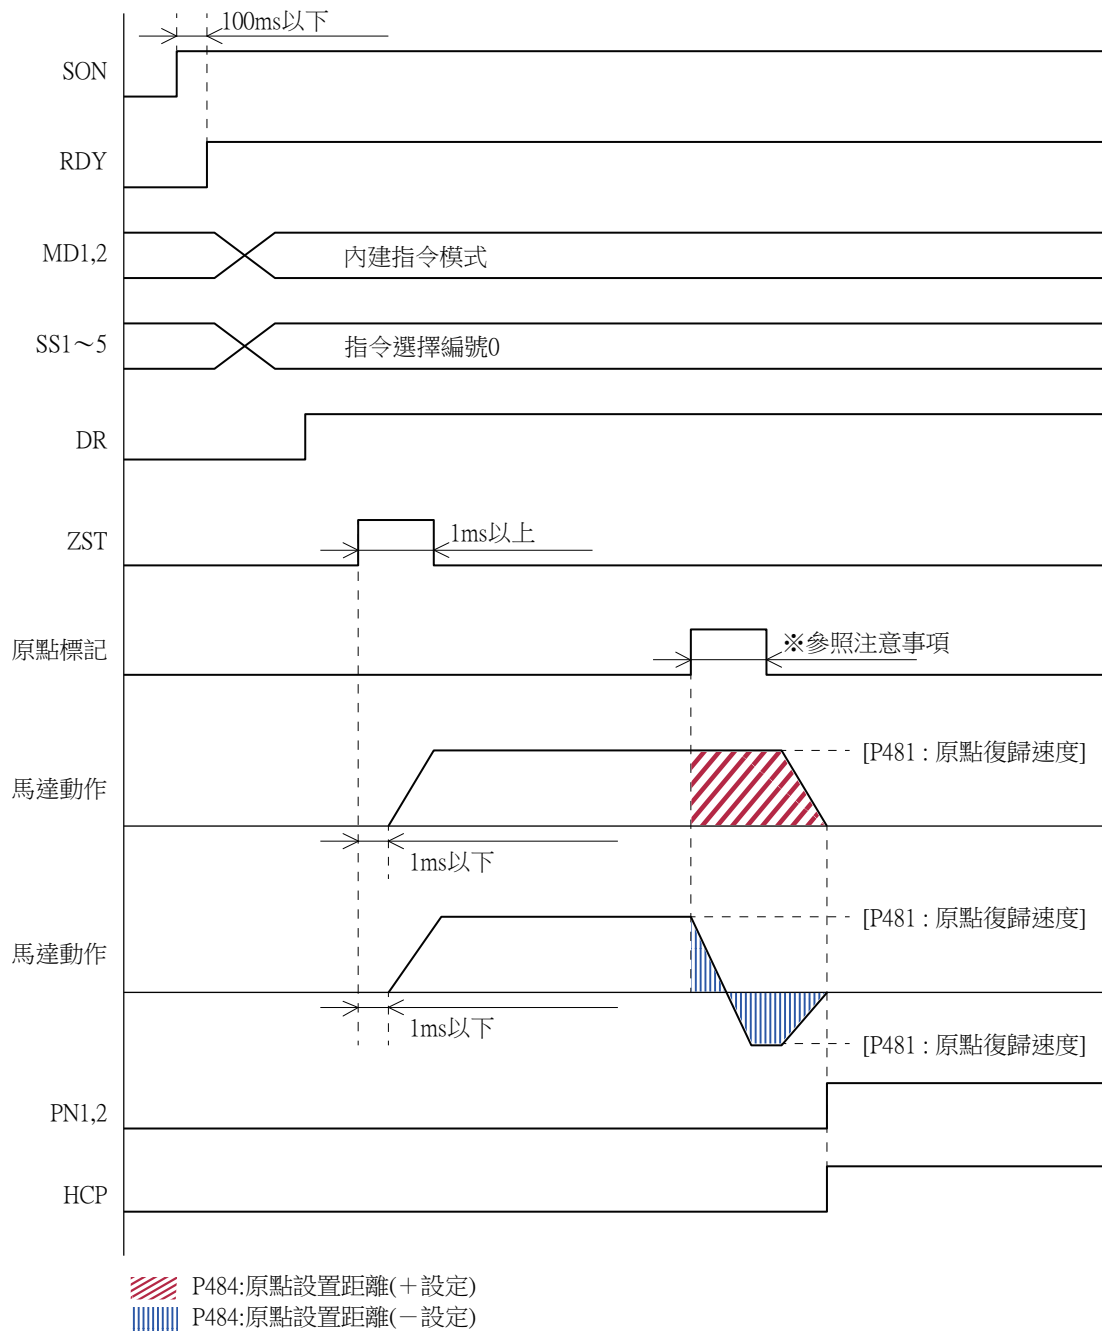 100ms以下
SON
RDY
MD1,2
內建指令模式
SS1～5
指令選擇編號0
DR
ZST
1ms以上
原點標記
※參照注意事項
馬達動作
[P481 : 原點復歸速度]
1ms以下
馬達動作
[P481 : 原點復歸速度]
1ms以下
[P481 : 原點復歸速度]
PN1,2
HCP
P484:原點設置距離(＋設定)
P484:原點設置距離(－設定)